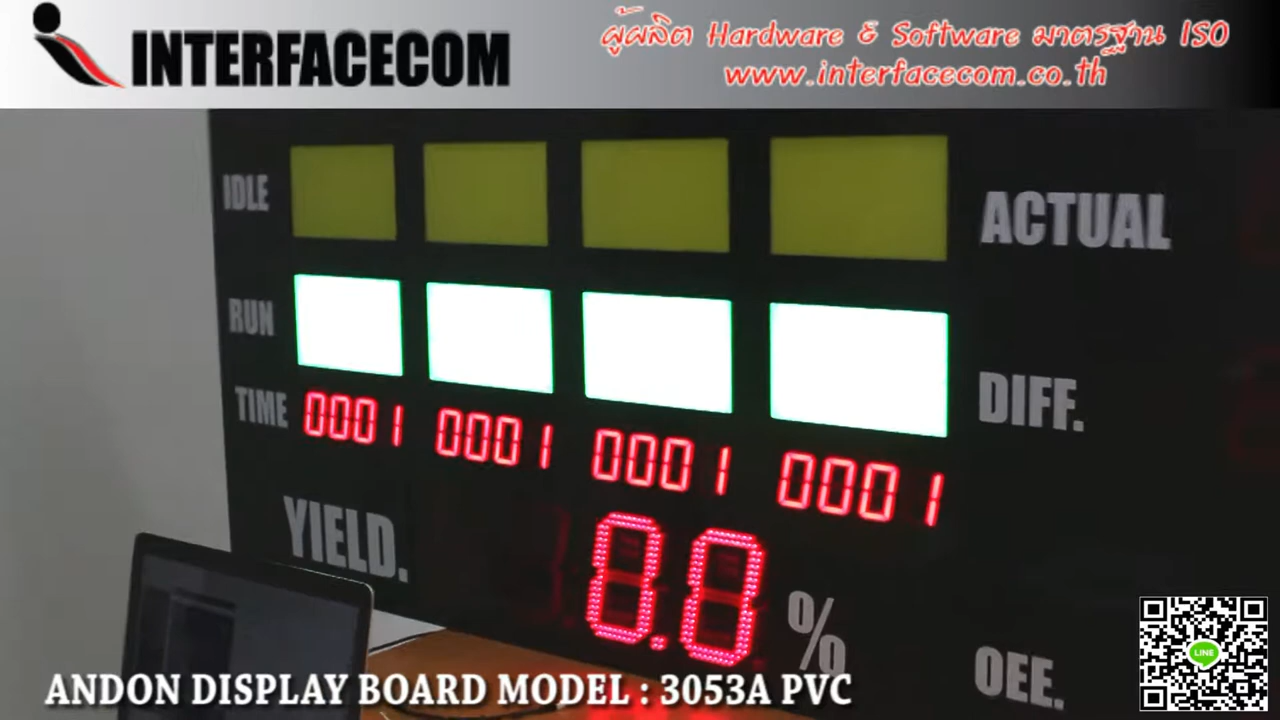 INTERFACECOM
ผู้ผลิต Hardware & Software มาตรฐาน ISO
www.interfacecom.co.th
IDLE
ACTUAL
RUN
DIFF.
TIME 0001 0001 0001 0001
YIELD. 0.0 %
OEE.
LINE
ANDON DISPLAY BOARD MODEL : 3053A PVC